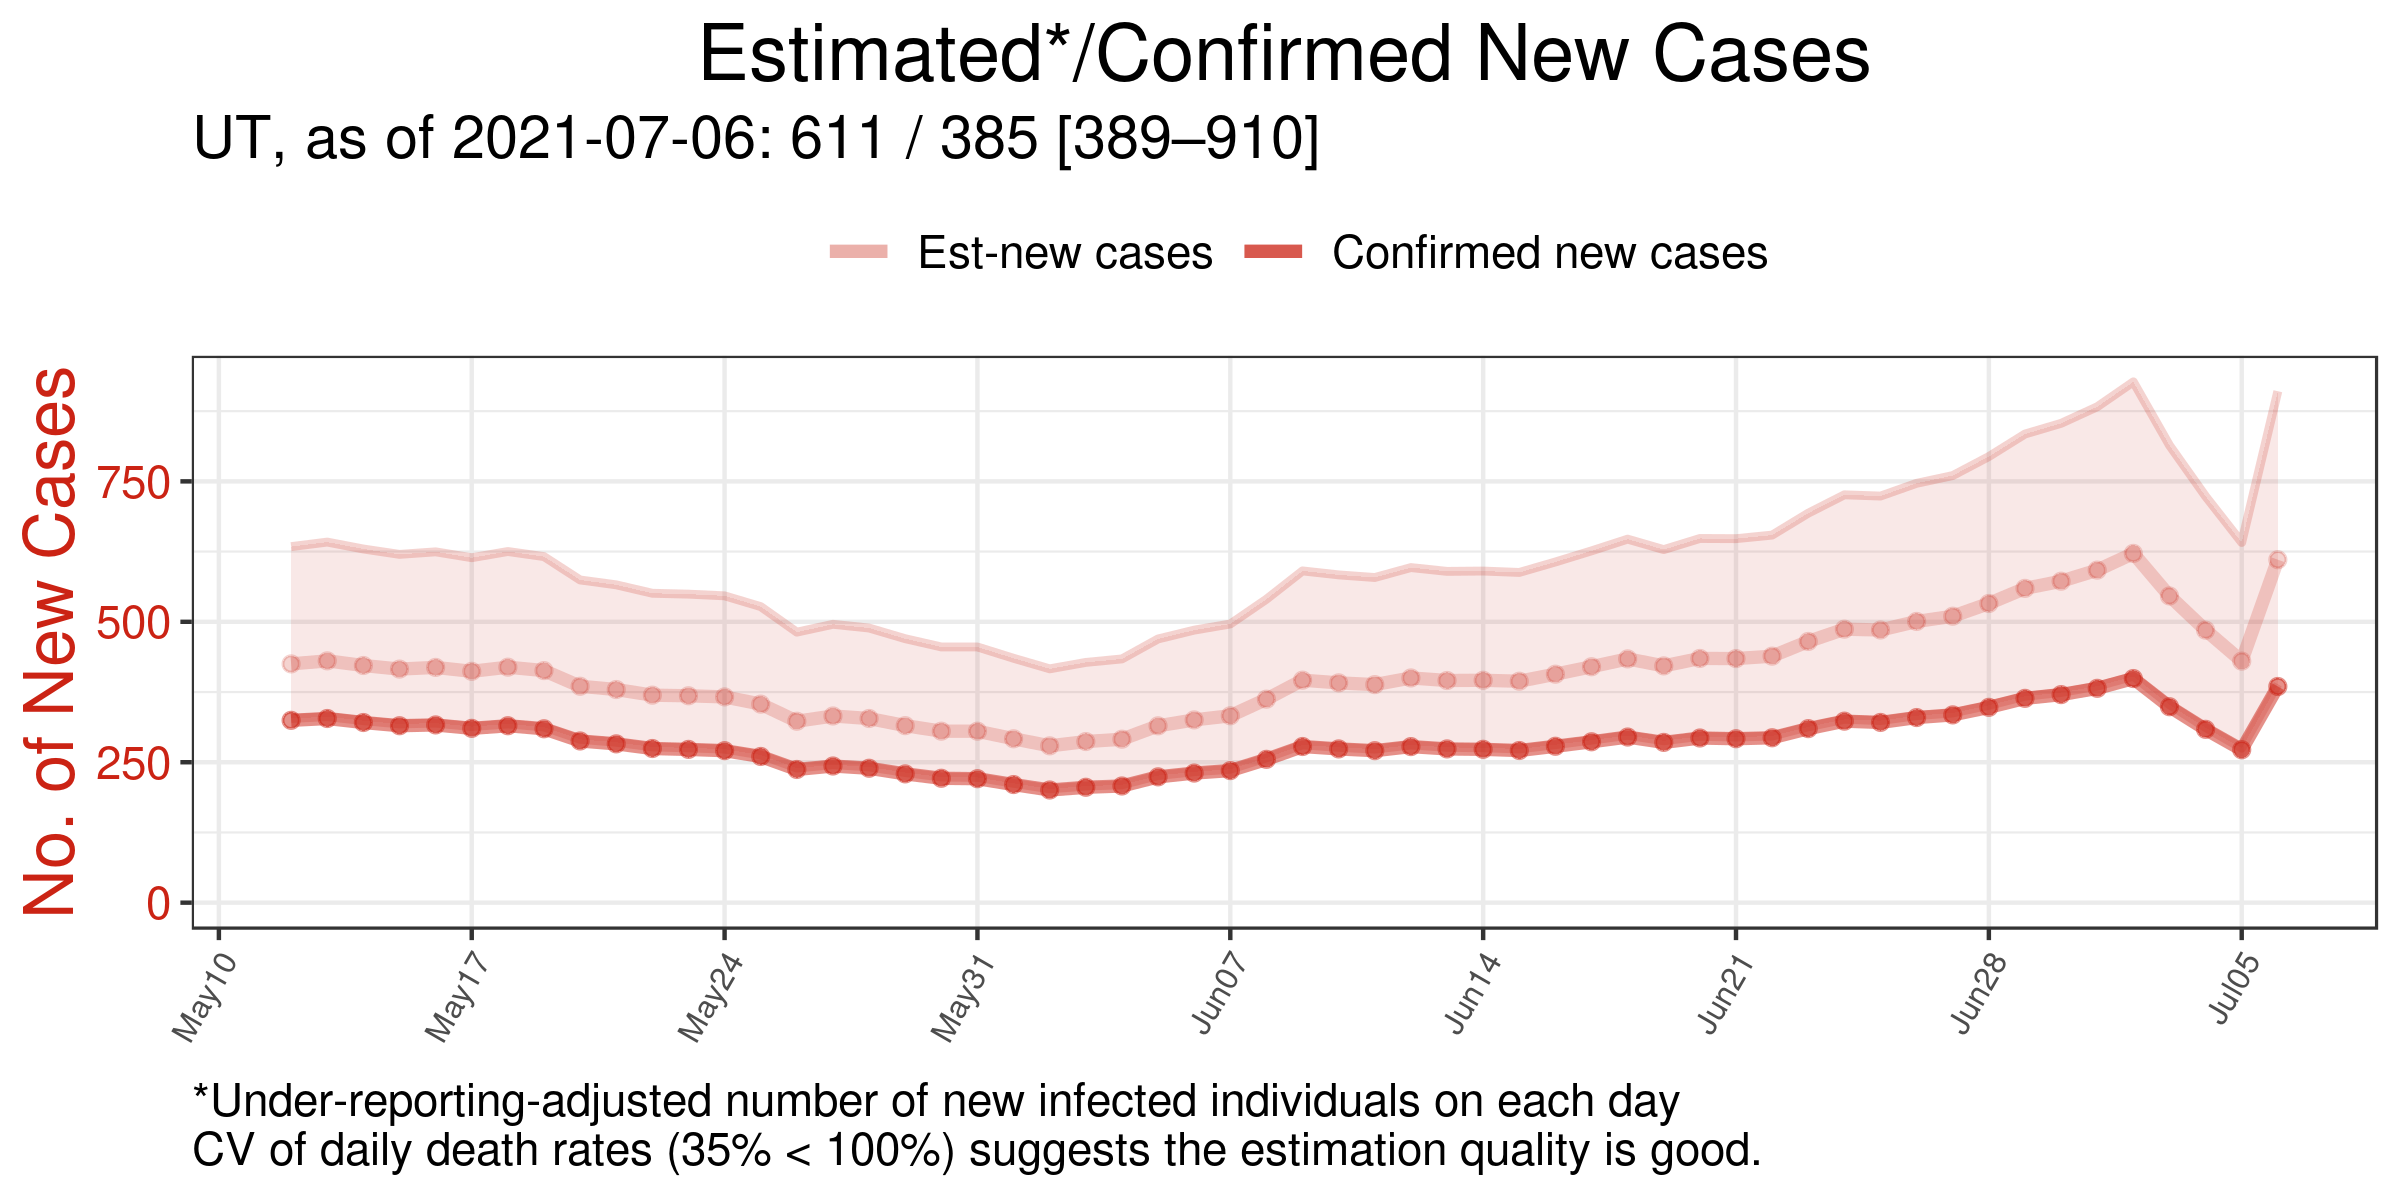 Estimated*/Confirmed New Cases
UT, as of 2021-07-06: 611 / 385 [389–910]
Est-new cases
Confirmed new cases
No. of New Cases
750
500
250
0
May10
May17
May24
May31
Jun07
Jun14
Jun21
Jun28
Jul05
*Under-reporting-adjusted number of new infected individuals on each day
CV of daily death rates (35% < 100%) suggests the estimation quality is good.